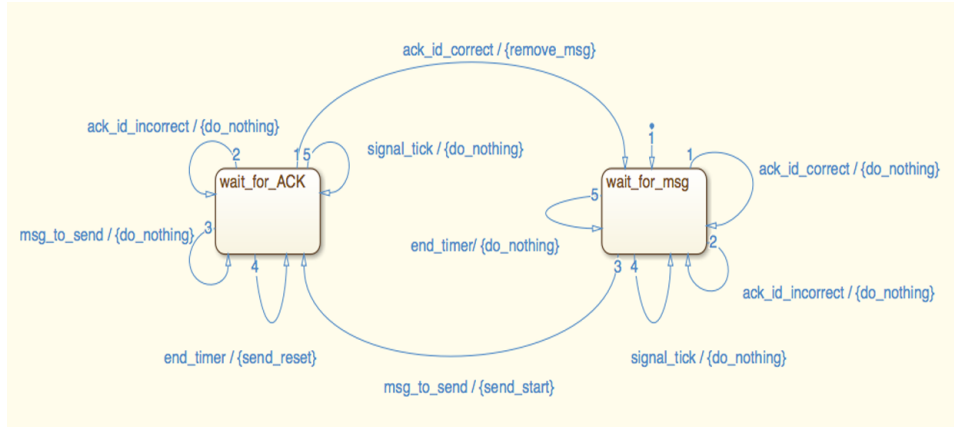 ack_id_correct / {remove_msg}
ack_id_incorrect / {do_nothing}
signal_tick / {do_nothing}
1
2
1 5
1
ack_id_correct / {do_nothing}
wait_for_ACK
wait_for_msg
5
3
msg_to_send / {do_nothing}
end_timer/ {do_nothing}
2
4
3 4
ack_id_incorrect / {do_nothing}
end_timer / {send_reset}
signal_tick / {do_nothing}
msg_to_send / {send_start}